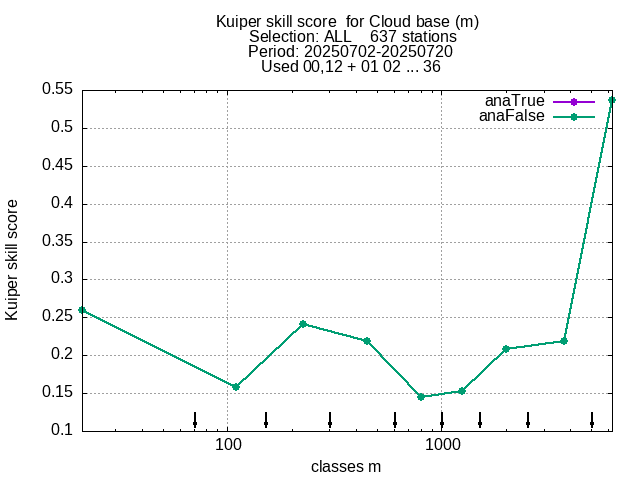 Kuiper skill score  for Cloud base (m)
Selection: ALL    637 stations
Period: 20250702-20250720
Used 00,12 + 01 02 ... 36
anaTrue
anaFalse
0.55
0.5
0.45
0.4
0.35
0.3
0.25
0.2
0.15
0.1
Kuiper skill score
100
1000
classes m